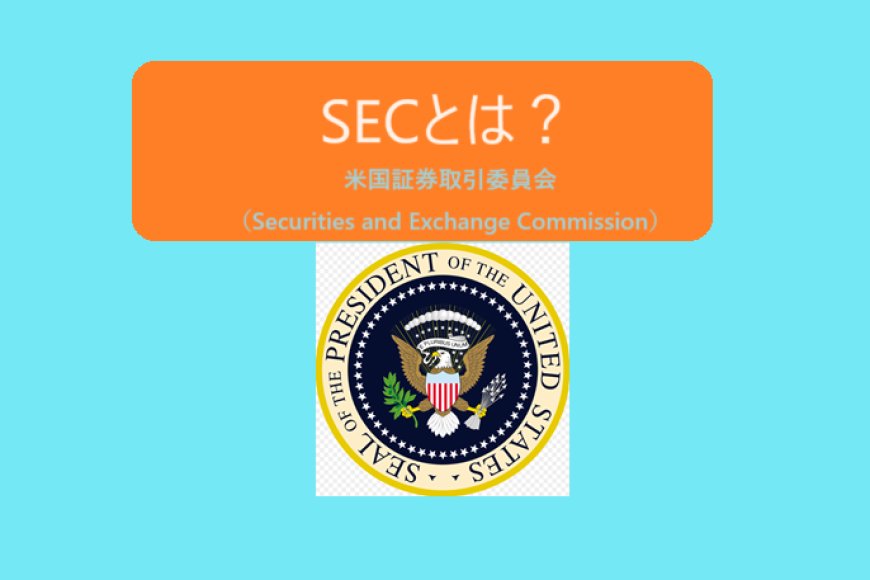 SECとは？
米国証券取引委員会
（Securities and Exchange Commission）
SEAL OF THE PRESIDENT OF THE UNITED STATES
E PLURIBUS UNUM